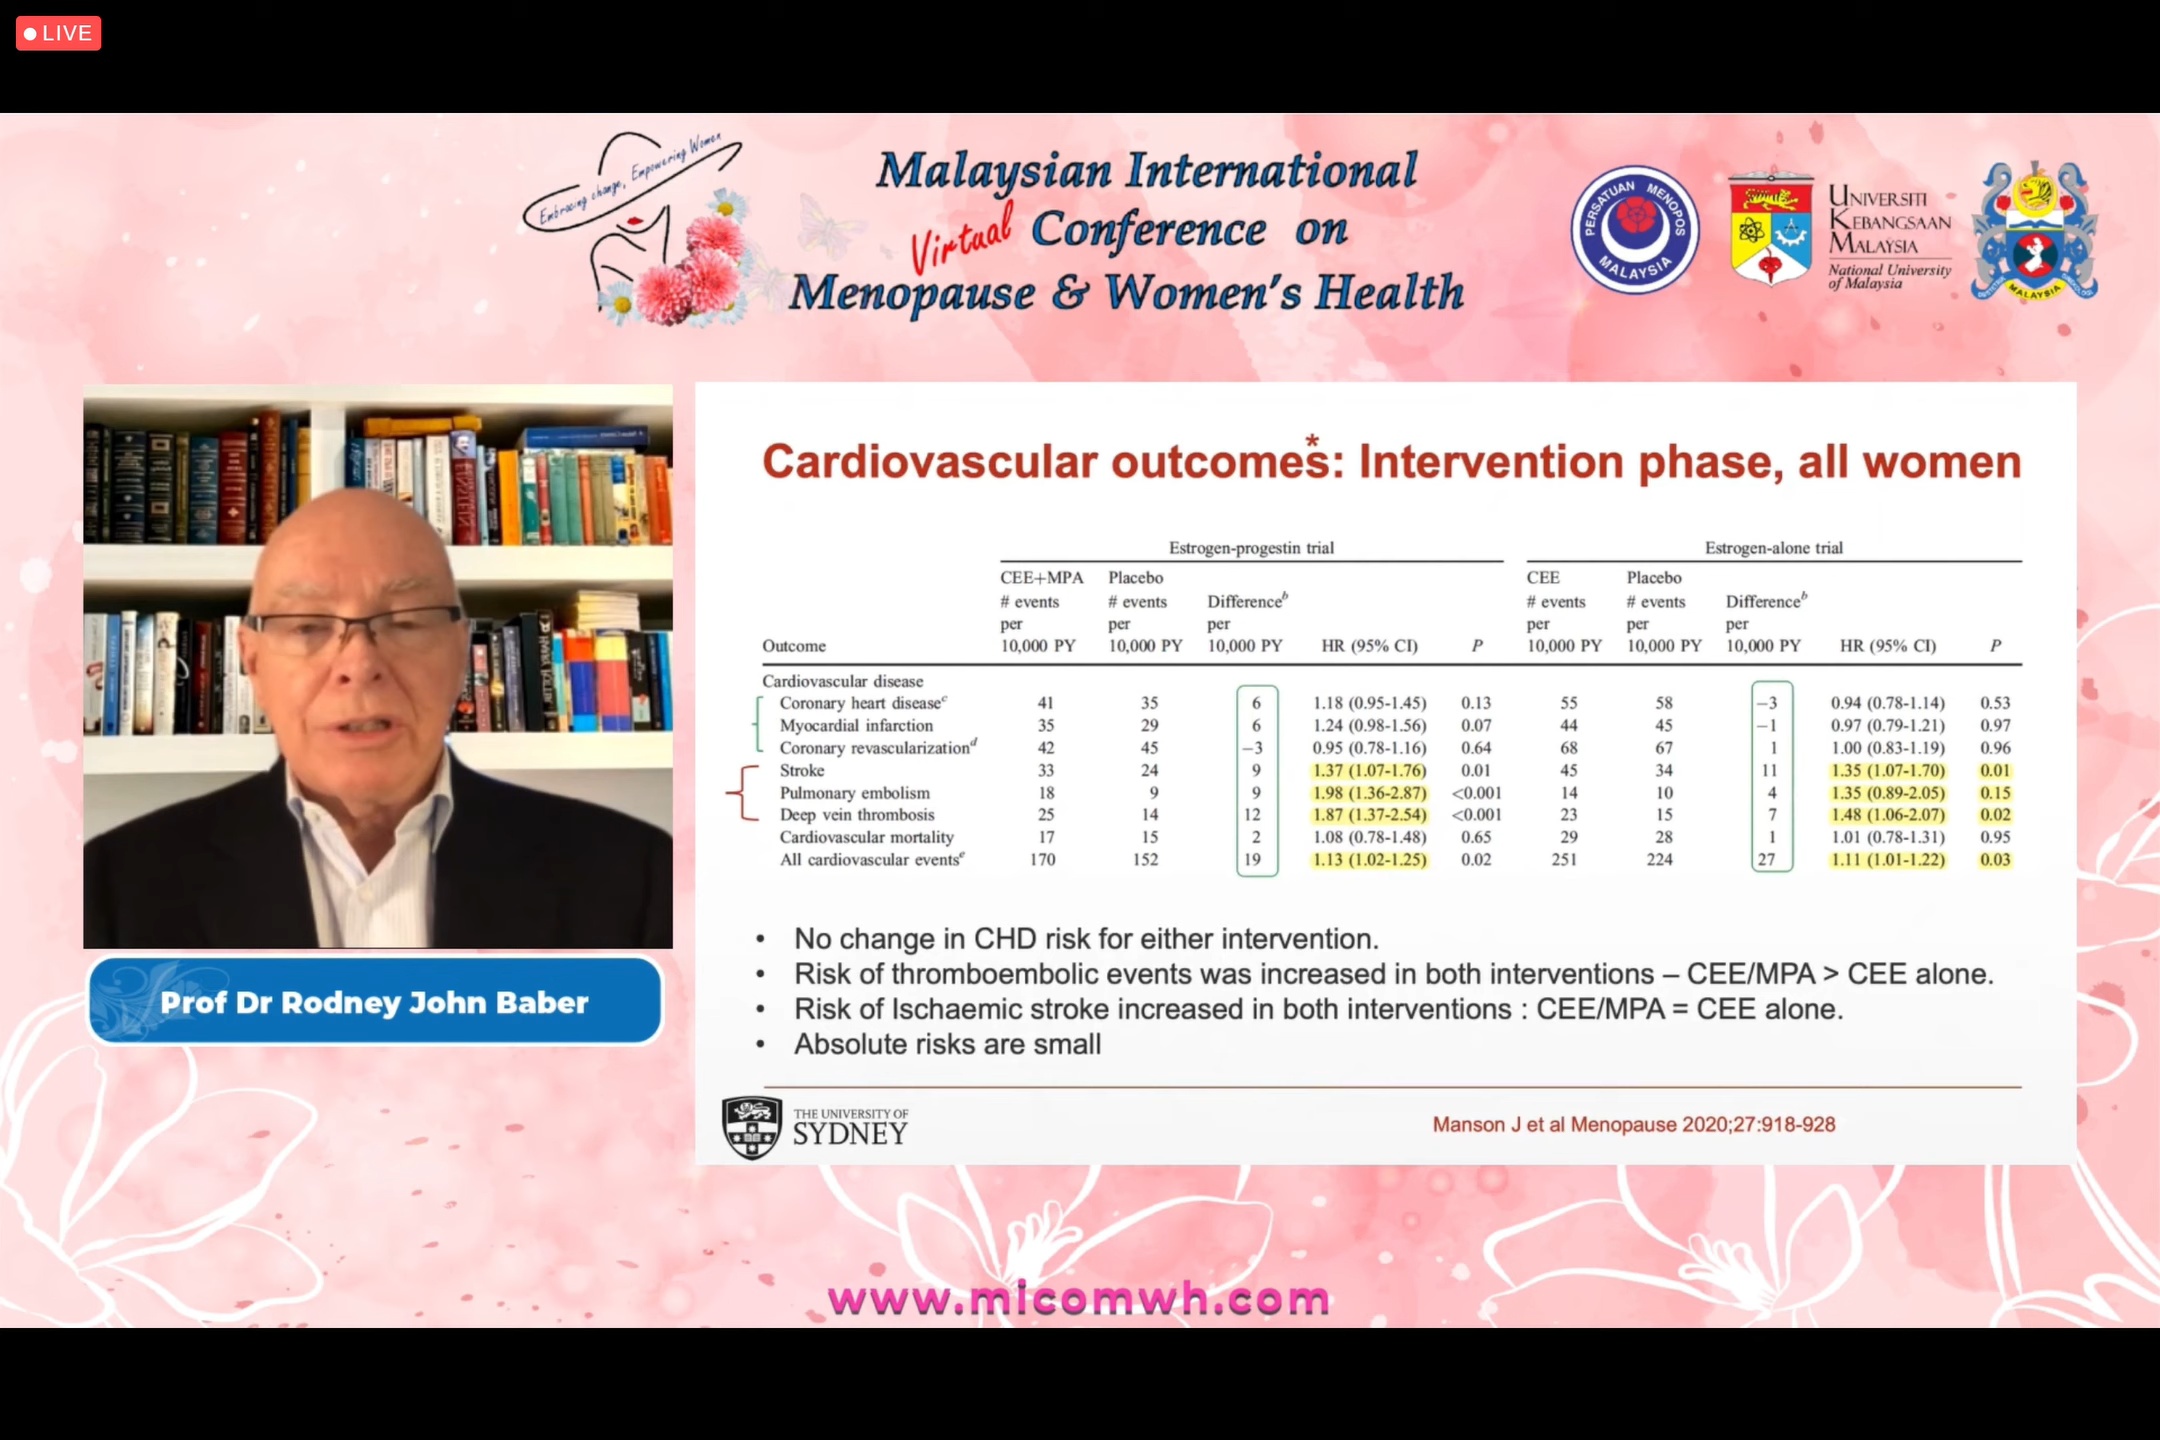 LIVE
Embracing change, Empowering Women
Malaysian International
Virtual Conference on
Menopause & Women's Health
PERSATUAN MENOPOS
MALAYSIA
UNIVERSITI
KEBANGSAAN
MALAYSIA
National University
of Malaysia
MALAYSIA
Cardiovascular outcomes*: Intervention phase, all women
Estrogen-progestin trial Estrogen-alone trial
CEE+MPA Placebo CEE Placebo
# events # events Difference^b # events # events Difference^b
per per per per per per
Outcome 10,000 PY 10,000 PY 10,000 PY HR (95% CI) P 10,000 PY 10,000 PY 10,000 PY HR (95% CI) P
Cardiovascular disease
Coronary heart disease^c 41 35 6 1.18 (0.95-1.45) 0.13 55 58 −3 0.94 (0.78-1.14) 0.53
Myocardial infarction 35 29 6 1.24 (0.98-1.56) 0.07 44 45 −1 0.97 (0.79-1.21) 0.97
Coronary revascularization^d 42 45 −3 0.95 (0.78-1.16) 0.64 68 67 1 1.00 (0.83-1.19) 0.96
Stroke 33 24 9 1.37 (1.07-1.76) 0.01 45 34 11 1.35 (1.07-1.70) 0.01
Pulmonary embolism 18 9 9 1.98 (1.36-2.87) <0.001 14 10 4 1.35 (0.89-2.05) 0.15
Deep vein thrombosis 25 14 12 1.87 (1.37-2.54) <0.001 23 15 7 1.48 (1.06-2.07) 0.02
Cardiovascular mortality 17 15 2 1.08 (0.78-1.48) 0.65 29 28 1 1.01 (0.78-1.31) 0.95
All cardiovascular events^e 170 152 19 1.13 (1.02-1.25) 0.02 251 224 27 1.11 (1.01-1.22) 0.03
• No change in CHD risk for either intervention.
• Risk of thromboembolic events was increased in both interventions – CEE/MPA > CEE alone.
• Risk of Ischaemic stroke increased in both interventions : CEE/MPA = CEE alone.
• Absolute risks are small
THE UNIVERSITY OF
SYDNEY
Manson J et al Menopause 2020;27:918-928
Prof Dr Rodney John Baber
www.micomwh.com